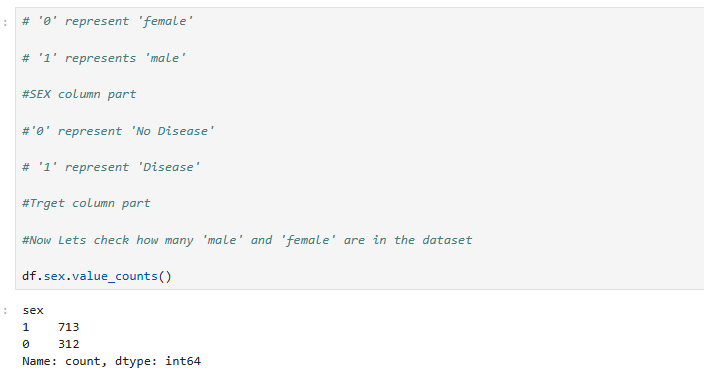 # '0' represent 'female'
# '1' represents 'male'
#SEX column part
#'0' represent 'No Disease'
# '1' represent 'Disease'
#Trget column part
#Now Lets check how many 'male' and 'female' are in the dataset
df.sex.value_counts()
sex
1    713
0    312
Name: count, dtype: int64